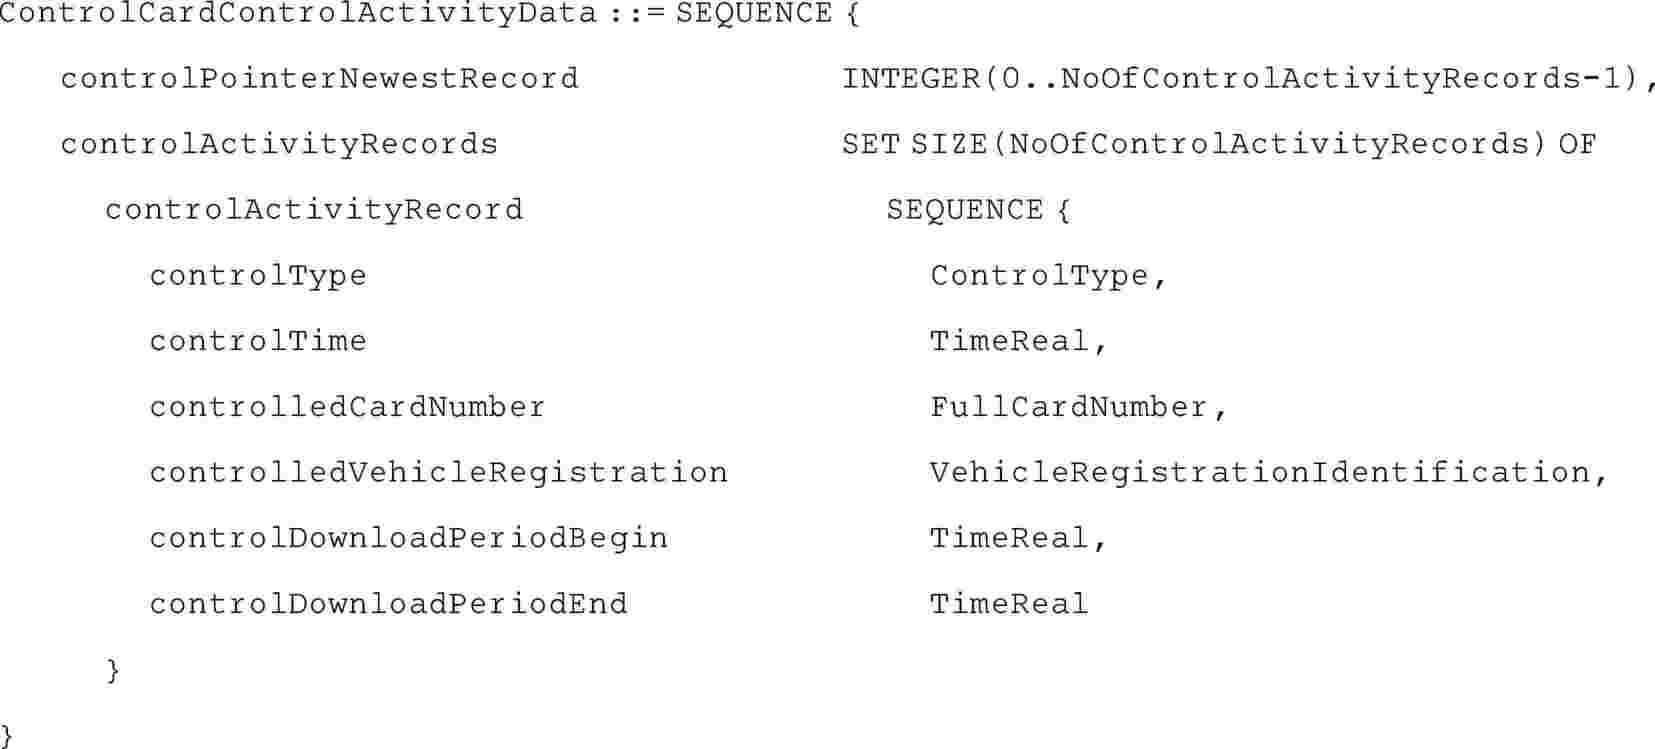 ControlCardControlActivityData ::= SEQUENCE {
controlPointerNewestRecord INTEGER(0..NoOfControlActivityRecords-1),
controlActivityRecords SET SIZE(NoOfControlActivityRecords) OF
controlActivityRecord SEQUENCE {
controlType ControlType,
controlTime TimeReal,
controlledCardNumber FullCardNumber,
controlledVehicleRegistration VehicleRegistrationIdentification,
controlDownloadPeriodBegin TimeReal,
controlDownloadPeriodEnd TimeReal
}
}